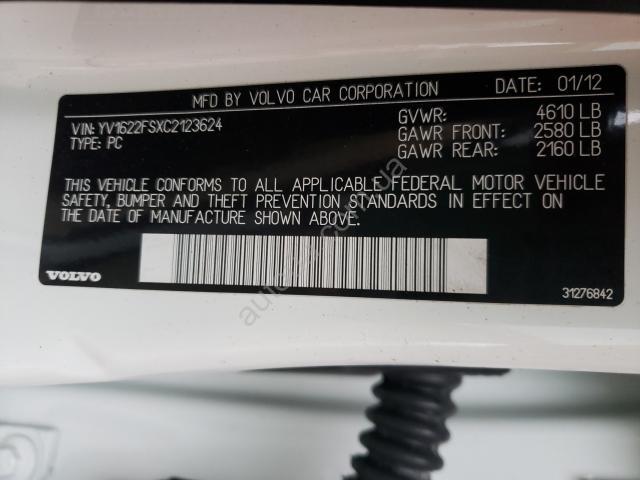 MFD BY VOLVO CAR CORPORATION DATE: 01/12
VIN: YV1622FSXC2123624 GVWR: 4610 LB
TYPE: PC GAWR FRONT: 2580 LB
GAWR REAR: 2160 LB
THIS VEHICLE CONFORMS TO ALL APPLICABLE FEDERAL MOTOR VEHICLE
SAFETY, BUMPER AND THEFT PREVENTION STANDARDS IN EFFECT ON
THE DATE OF MANUFACTURE SHOWN ABOVE.
VOLVO
31276842